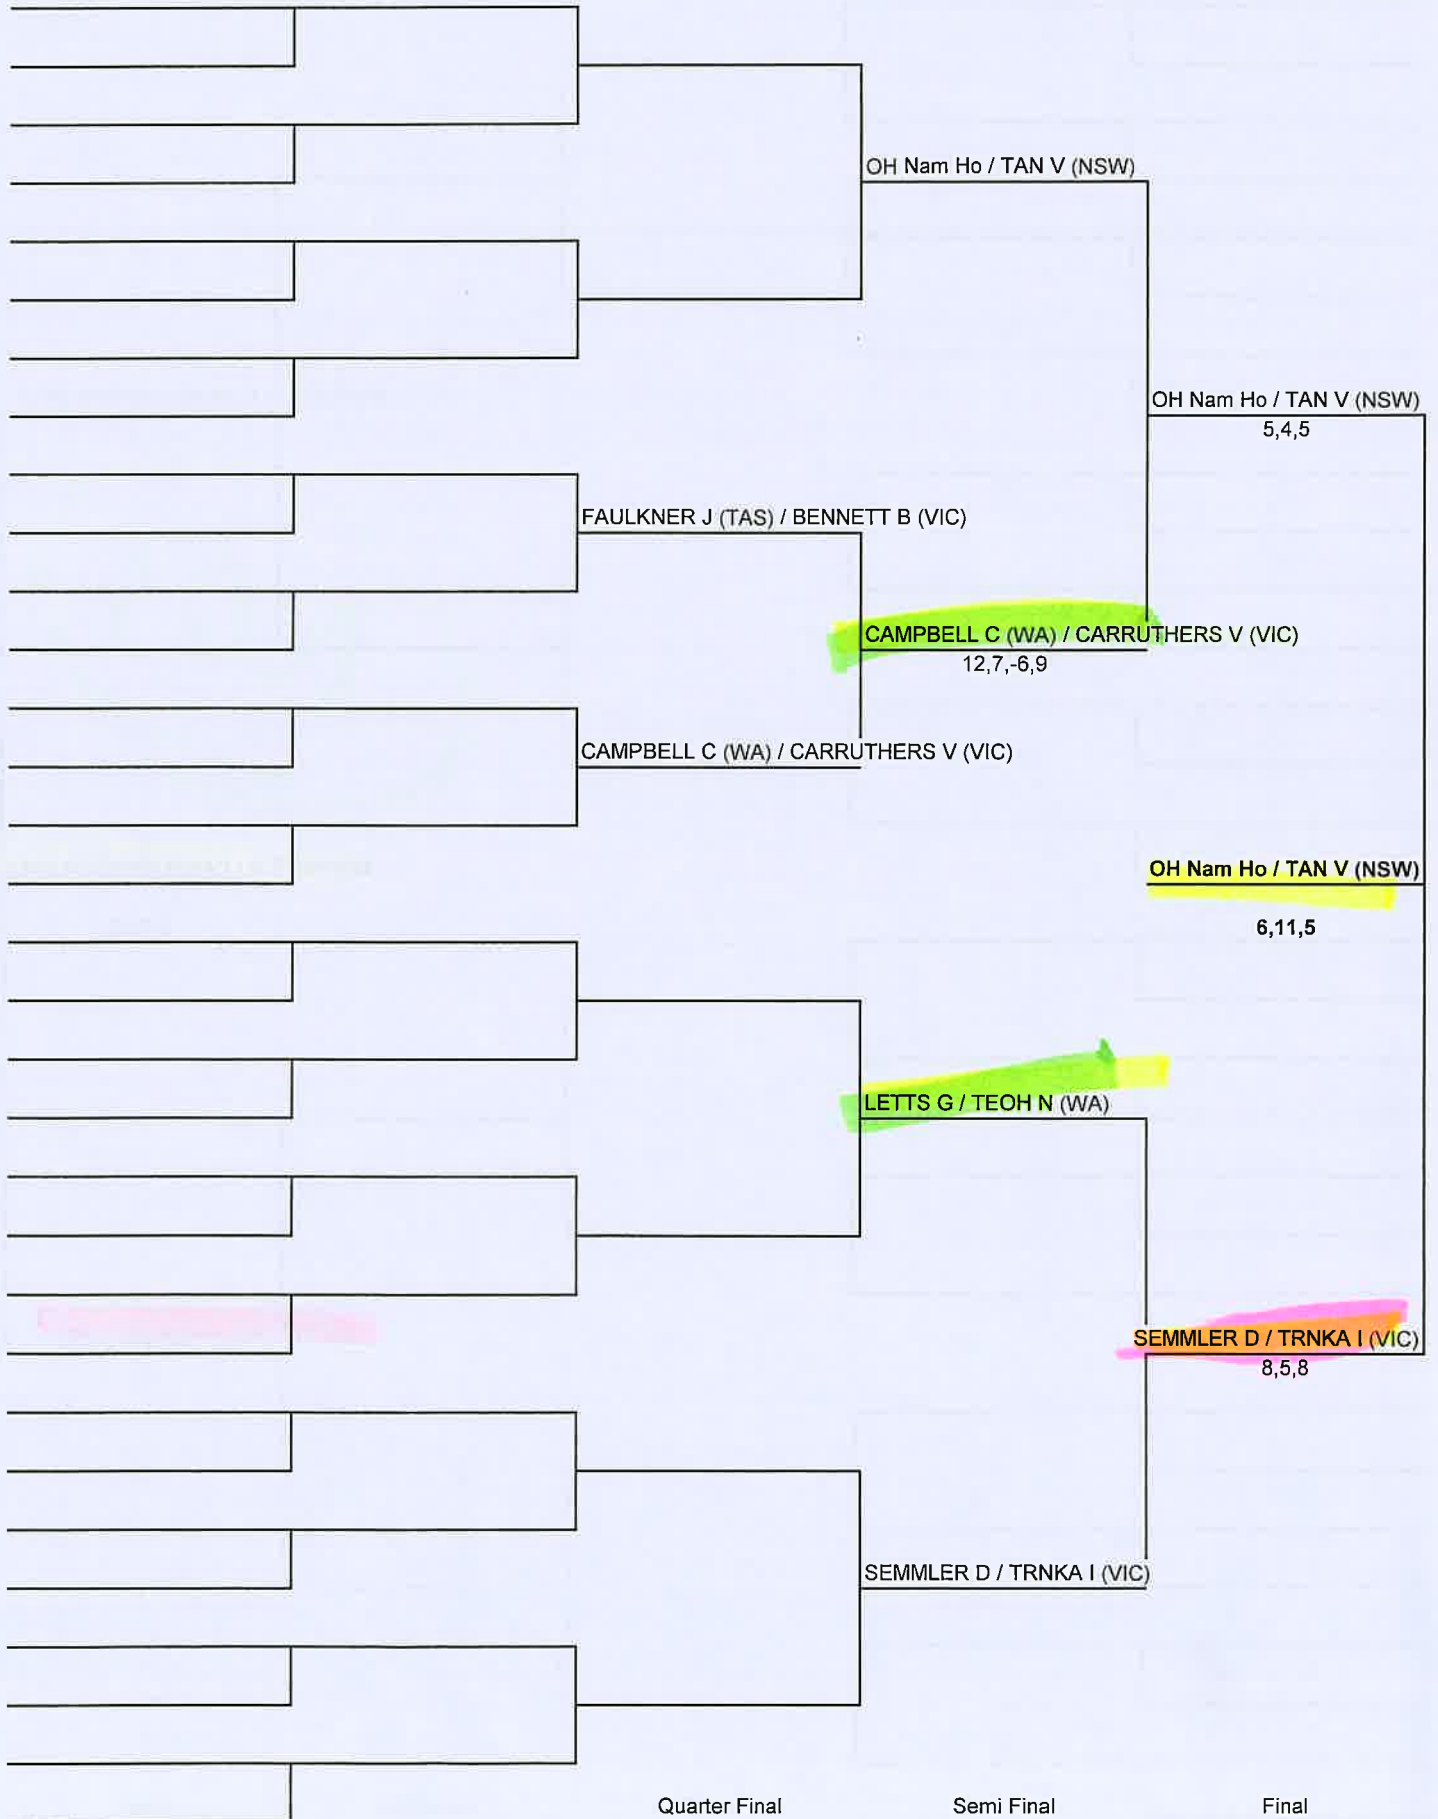 OH Nam Ho / TAN V (NSW)
OH Nam Ho / TAN V (NSW)
5,4,5
FAULKNER J (TAS) / BENNETT B (VIC)
CAMPBELL C (WA) / CARRUTHERS V (VIC)
12,7,-6,9
CAMPBELL C (WA) / CARRUTHERS V (VIC)
OH Nam Ho / TAN V (NSW)
6,11,5
LETTS G / TEOH N (WA)
SEMMLER D / TRNKA I (VIC)
8,5,8
SEMMLER D / TRNKA I (VIC)
Quarter Final Semi Final Final